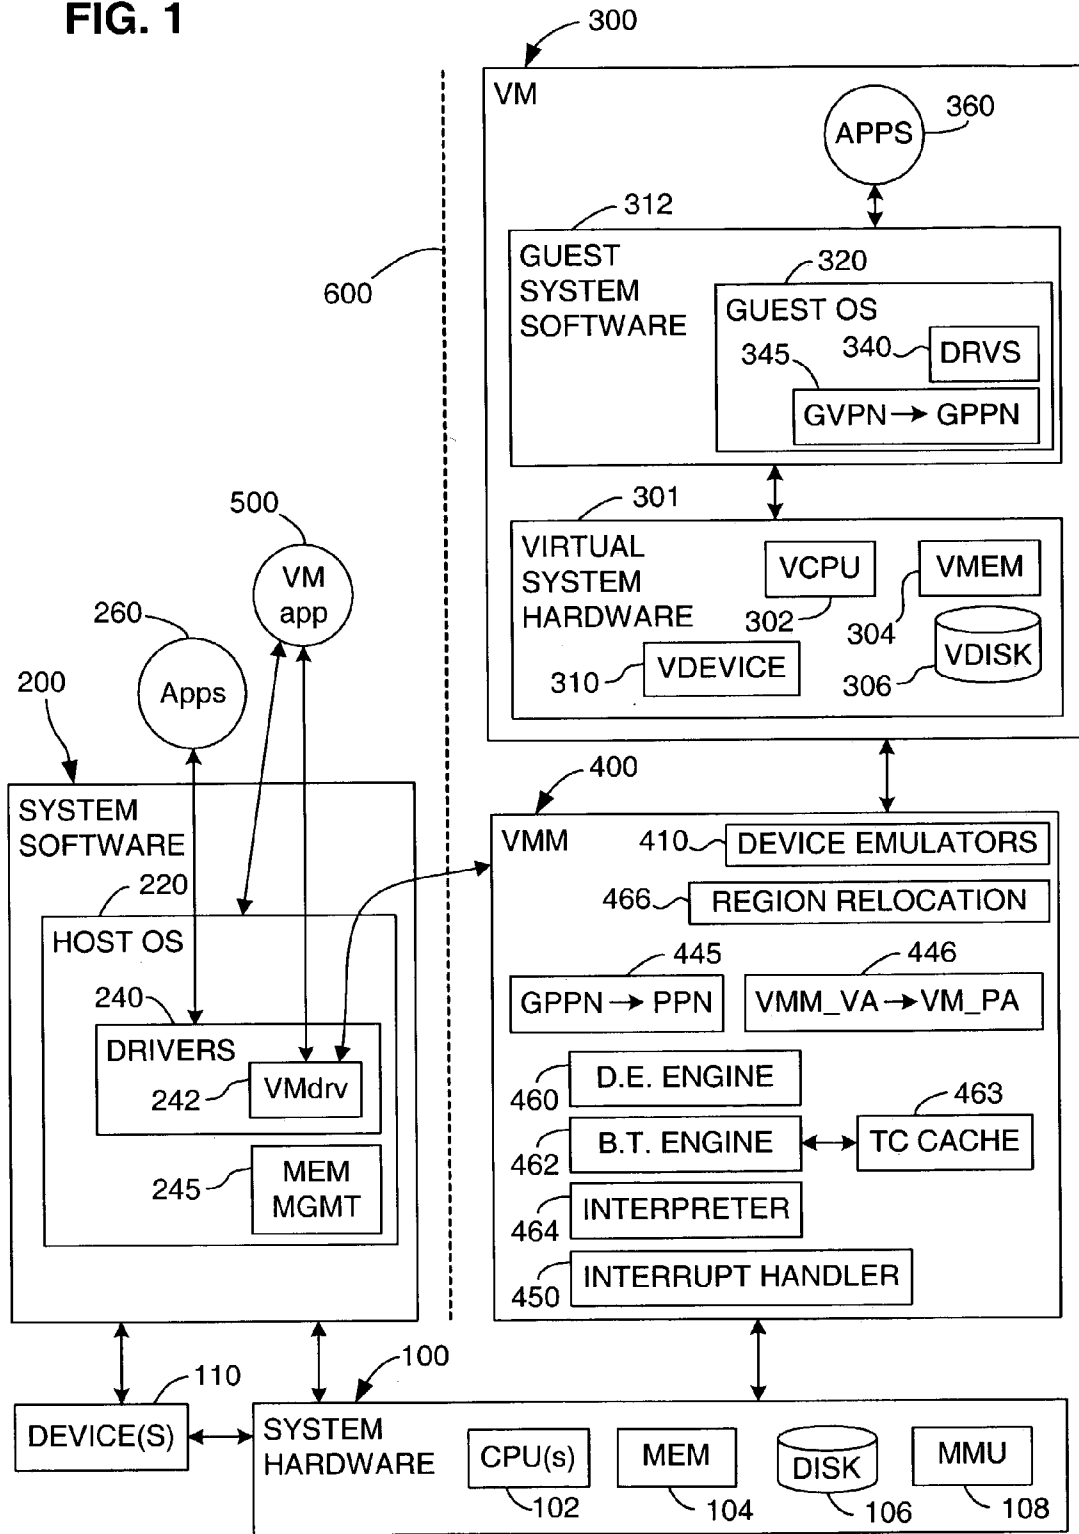 FIG. 1
300
VM
APPS
360
312
GUEST
SYSTEM
SOFTWARE
320
GUEST OS
340
DRVS
345
GVPN → GPPN
600
301
VIRTUAL
SYSTEM
HARDWARE
VCPU
302
VMEM
304
VDISK
306
VDEVICE
310
500
VM
app
260
Apps
200
SYSTEM
SOFTWARE
220
HOST OS
240
DRIVERS
242
VMdrv
245
MEM
MGMT
400
VMM
410
DEVICE EMULATORS
466
REGION RELOCATION
445
GPPN → PPN
446
VMM_VA → VM_PA
460
D.E. ENGINE
462
B.T. ENGINE
463
TC CACHE
464
INTERPRETER
450
INTERRUPT HANDLER
110
DEVICE(S)
100
SYSTEM
HARDWARE
CPU(s)
102
MEM
104
DISK
106
MMU
108